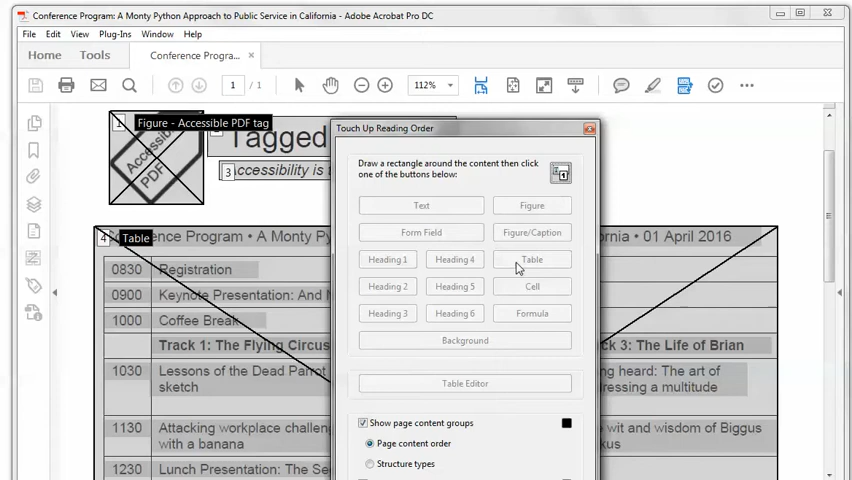 Conference Program: A Monty Python Approach to Public Service in California - Adobe Acrobat Pro DC
File Edit View Plug-Ins Window Help
Home Tools Conference Progra... ×
1 / 1 112%
1 Figure - Accessible PDF tag
Accessible
PDF
Tagged
3 Accessibility is t
4 Table
Conference Program • A Monty Py
ornia • 01 April 2016
0830 Registration
0900 Keynote Presentation: And N
1000 Coffee Break
Track 1: The Flying Circus
ck 3: The Life of Brian
1030 Lessons of the Dead Parrot
sketch
ng heard: The art of
dressing a multitude
1130 Attacking workplace challeng
with a banana
wit and wisdom of Biggus
kus
1230 Lunch Presentation: The Se
Touch Up Reading Order
Draw a rectangle around the content then click
one of the buttons below:
Text Figure
Form Field Figure/Caption
Heading 1 Heading 4 Table
Heading 2 Heading 5 Cell
Heading 3 Heading 6 Formula
Background
Table Editor
Show page content groups
Page content order
Structure types